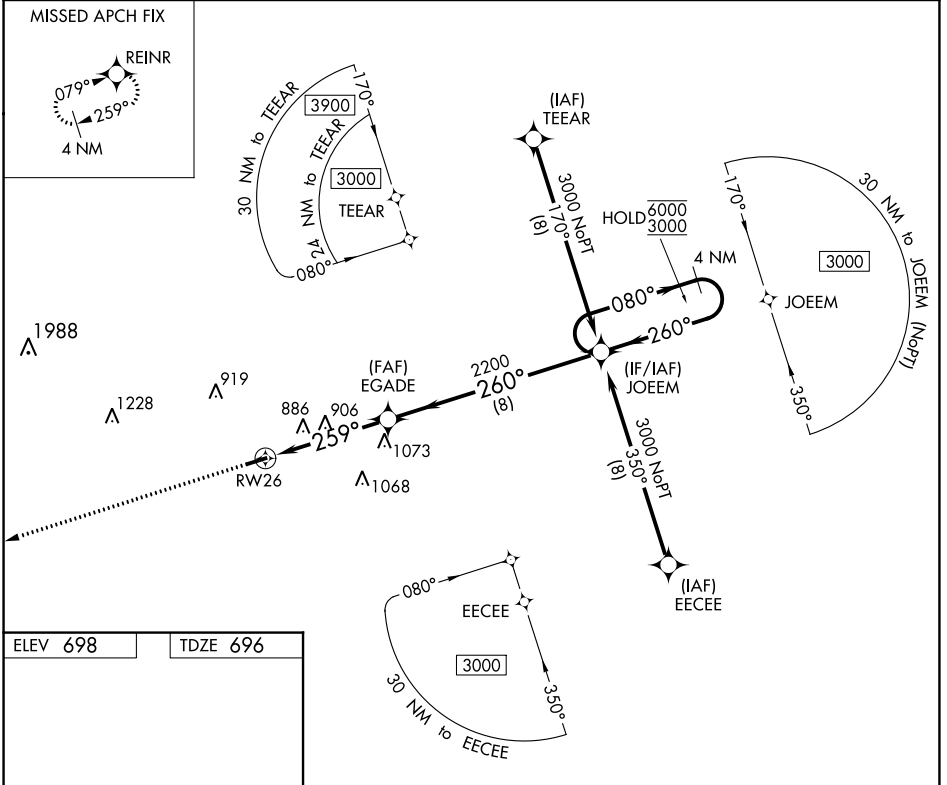 MISSED APCH FIX
REINR
079°
259°
4 NM
30 NM to TEEAR
24 NM to TEEAR
3900
3000
170°
TEEAR
080°
(IAF)
TEEAR
3000 NoPT
170°
(8)
HOLD 6000
3000
4 NM
080°
260°
(IF/IAF)
JOEEM
170°
30 NM to JOEEM (NoPT)
3000
JOEEM
350°
1988
1228
919
886
906
1073
1068
(FAF)
EGADE
2200
260°
(8)
259°
RW26
3000 NoPT
350°
(8)
(IAF)
EECEE
080°
EECEE
3000
350°
30 NM to EECEE
ELEV 698
TDZE 696